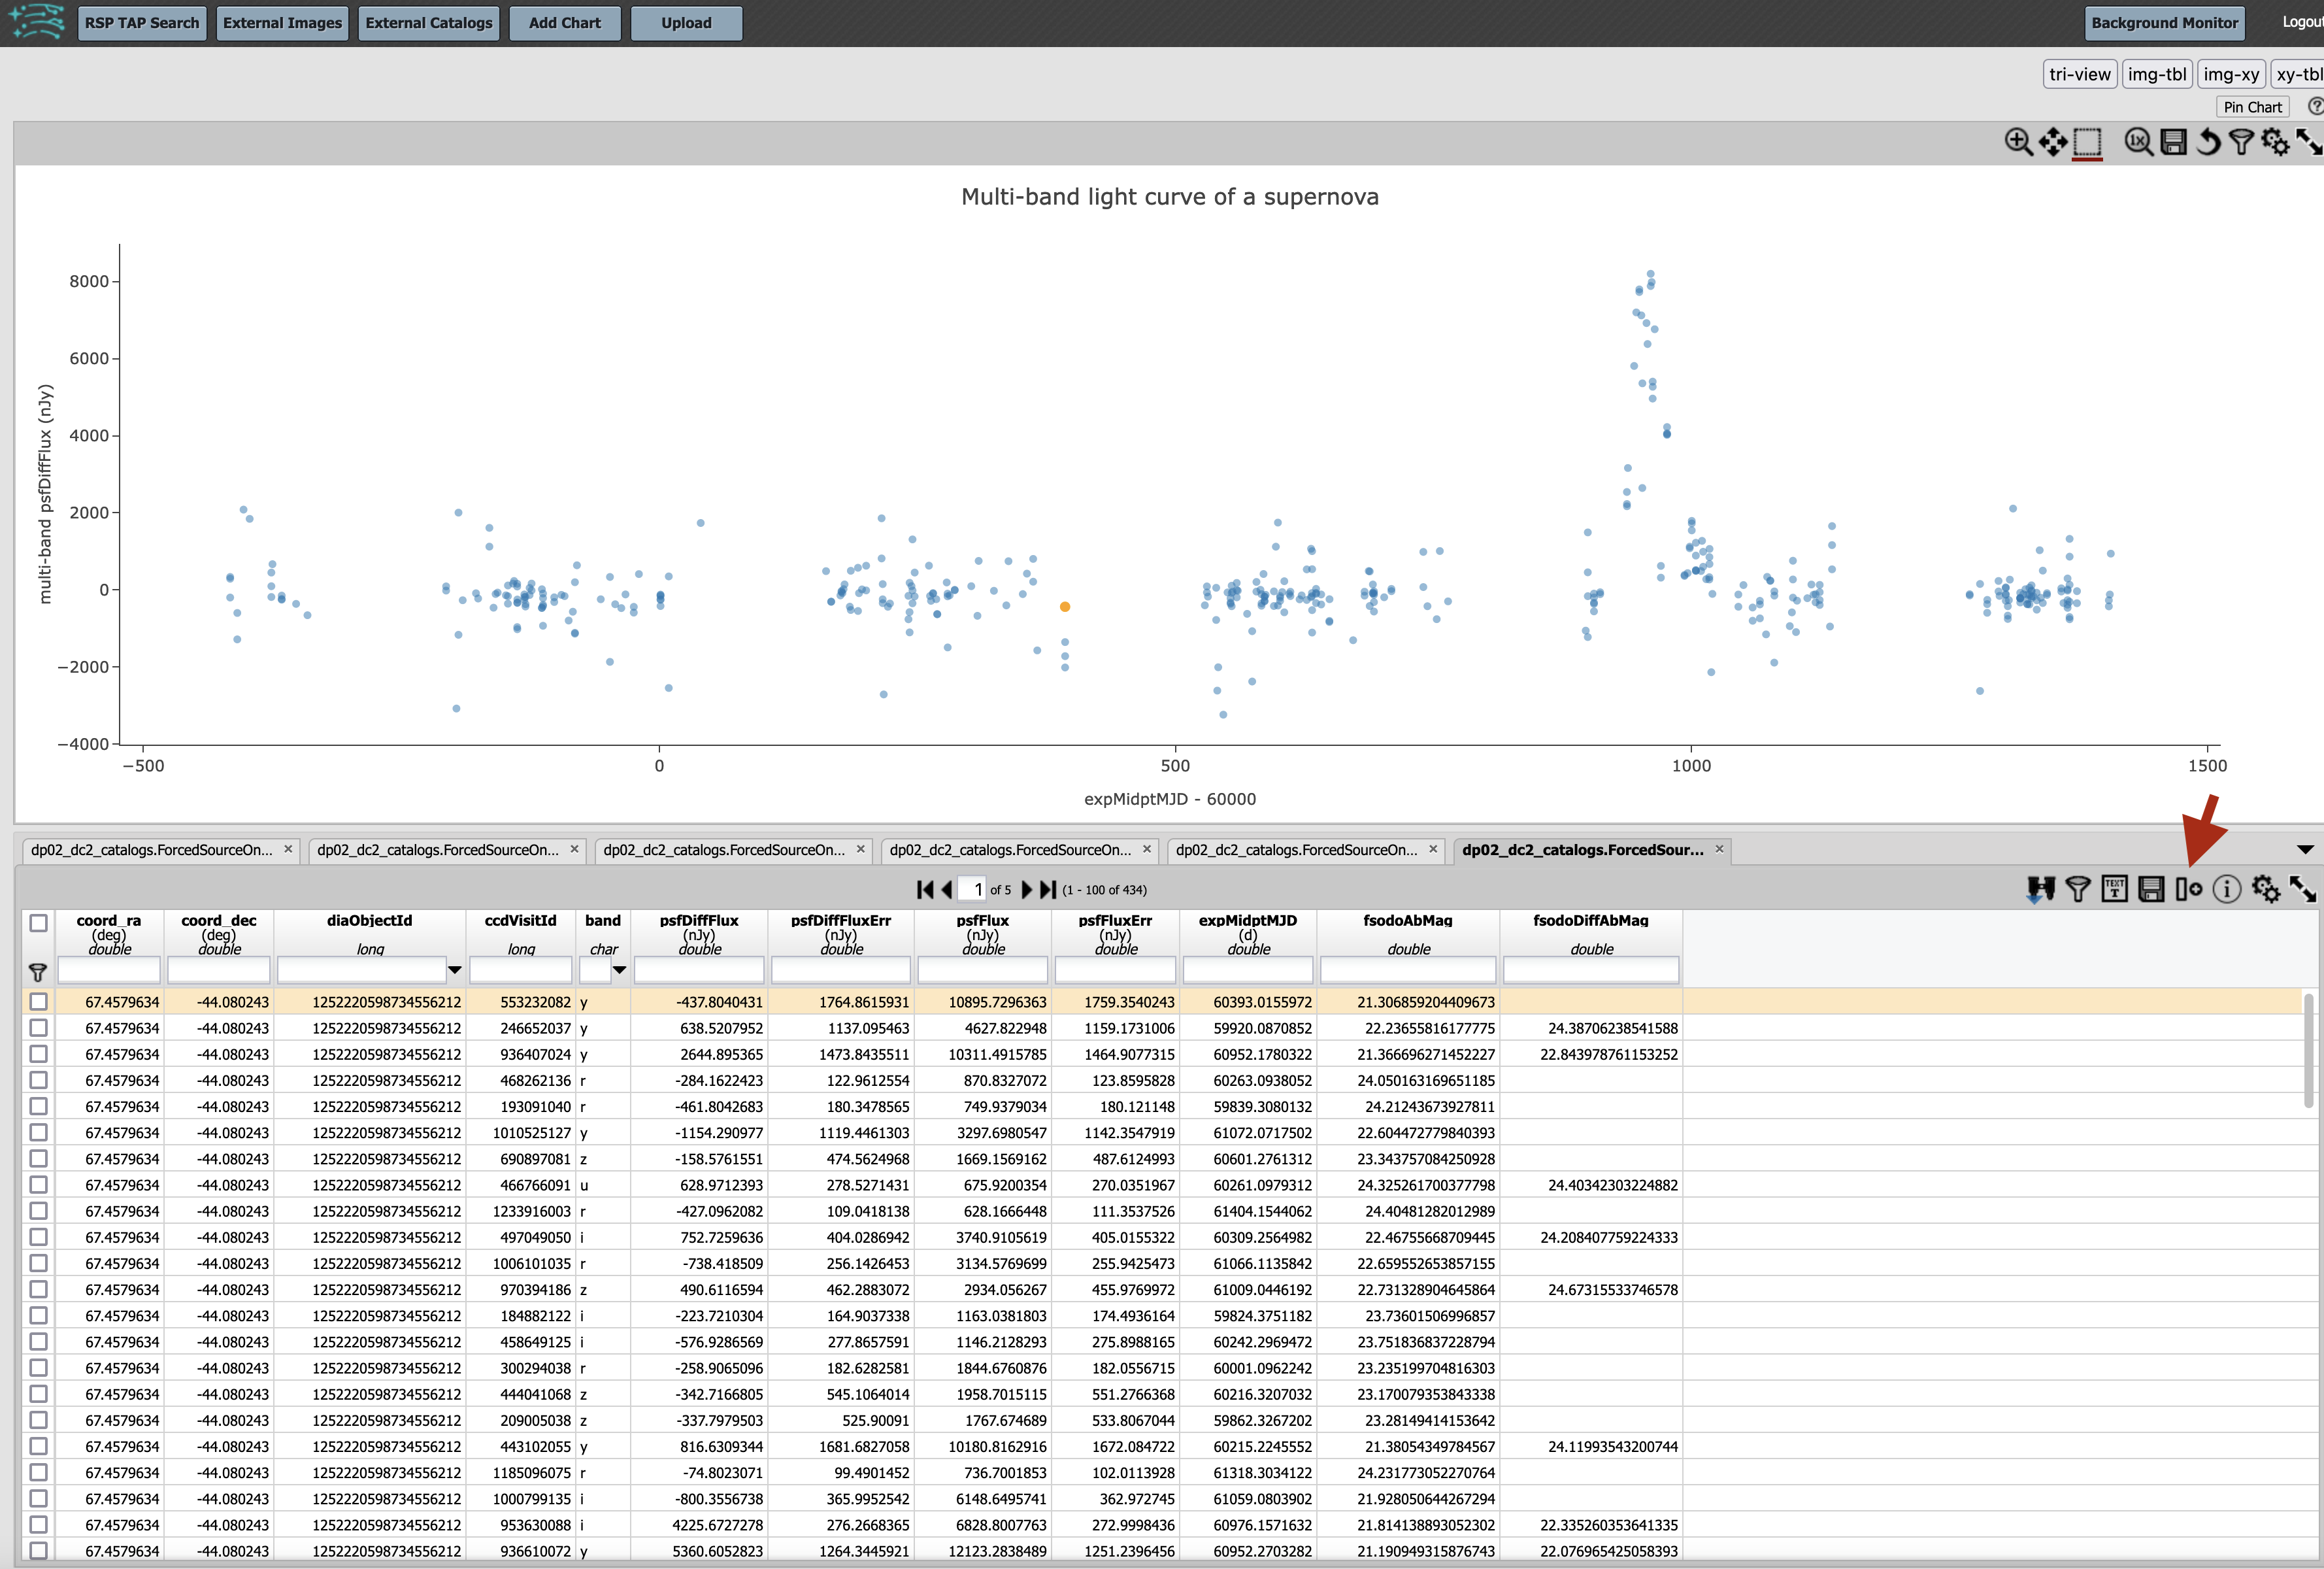 RSP TAP Search External Images External Catalogs Add Chart Upload Background Monitor Logout
tri-view img-tbl img-xy xy-tbl
Pin Chart ?
1x
Multi-band light curve of a supernova
8000
6000
4000
2000
0
−2000
−4000
multi-band psfDiffFlux (nJy)
−500 0 500 1000 1500
expMidptMJD - 60000
dp02_dc2_catalogs.ForcedSourceOn... × dp02_dc2_catalogs.ForcedSourceOn... × dp02_dc2_catalogs.ForcedSourceOn... × dp02_dc2_catalogs.ForcedSourceOn... × dp02_dc2_catalogs.ForcedSourceOn... × dp02_dc2_catalogs.ForcedSour... ×
1 of 5 (1 - 100 of 434) TEXT T i
coord_ra coord_dec diaObjectId ccdVisitId band psfDiffFlux psfDiffFluxErr psfFlux psfFluxErr expMidptMJD fsodoAbMag fsodoDiffAbMag
(deg) (deg) (nJy) (nJy) (nJy) (nJy) (d)
double double long long char double double double double double double double
67.4579634 -44.080243 1252220598734556212 553232082 y -437.8040431 1764.8615931 10895.7296363 1759.3540243 60393.0155972 21.306859204409673
67.4579634 -44.080243 1252220598734556212 246652037 y 638.5207952 1137.095463 4627.822948 1159.1731006 59920.0870852 22.23655816177775 24.38706238541588
67.4579634 -44.080243 1252220598734556212 936407024 y 2644.895365 1473.8435511 10311.4915785 1464.9077315 60952.1780322 21.366696271452227 22.843978761153252
67.4579634 -44.080243 1252220598734556212 468262136 r -284.1622423 122.9612554 870.8327072 123.8595828 60263.0938052 24.050163169651185
67.4579634 -44.080243 1252220598734556212 193091040 r -461.8042683 180.3478565 749.9379034 180.121148 59839.3080132 24.21243673927811
67.4579634 -44.080243 1252220598734556212 1010525127 y -1154.290977 1119.4461303 3297.6980547 1142.3547919 61072.0717502 22.604472779840393
67.4579634 -44.080243 1252220598734556212 690897081 z -158.5761551 474.5624968 1669.1569162 487.6124993 60601.2761312 23.343757084250928
67.4579634 -44.080243 1252220598734556212 466766091 u 628.9712393 278.5271431 675.9200354 270.0351967 60261.0979312 24.325261700377798 24.40342303224882
67.4579634 -44.080243 1252220598734556212 1233916003 r -427.0962082 109.0418138 628.1666448 111.3537526 61404.1544062 24.40481282012989
67.4579634 -44.080243 1252220598734556212 497049050 i 752.7259636 404.0286942 3740.9105619 405.0155322 60309.2564982 22.46755668709445 24.208407759224333
67.4579634 -44.080243 1252220598734556212 1006101035 r -738.418509 256.1426453 3134.5769699 255.9425473 61066.1135842 22.659552653857155
67.4579634 -44.080243 1252220598734556212 970394186 z 490.6116594 462.2883072 2934.056267 455.9769972 61009.0446192 22.731328904645864 24.67315533746578
67.4579634 -44.080243 1252220598734556212 184882122 i -223.7210304 164.9037338 1163.0381803 174.4936164 59824.3751182 23.73601506996857
67.4579634 -44.080243 1252220598734556212 458649125 i -576.9286569 277.8657591 1146.2128293 275.8988165 60242.2969472 23.751836837228794
67.4579634 -44.080243 1252220598734556212 300294038 r -258.9065096 182.6282581 1844.6760876 182.0556715 60001.0962242 23.235199704816303
67.4579634 -44.080243 1252220598734556212 444041068 z -342.7166805 545.1064014 1958.7015115 551.2766368 60216.3207032 23.170079353843338
67.4579634 -44.080243 1252220598734556212 209005038 z -337.7979503 525.90091 1767.674689 533.8067044 59862.3267202 23.28149414153642
67.4579634 -44.080243 1252220598734556212 443102055 y 816.6309344 1681.6827058 10180.8162916 1672.084722 60215.2245552 21.38054349784567 24.11993543200744
67.4579634 -44.080243 1252220598734556212 1185096075 r -74.8023071 99.4901452 736.7001853 102.0113928 61318.3034122 24.231773052270764
67.4579634 -44.080243 1252220598734556212 1000799135 i -800.3556738 365.9952542 6148.6495741 362.972745 61059.0803902 21.928050644267294
67.4579634 -44.080243 1252220598734556212 953630088 i 4225.6727278 276.2668365 6828.8007763 272.9998436 60976.1571632 21.814138893052302 22.335260353641335
67.4579634 -44.080243 1252220598734556212 936610072 y 5360.6052823 1264.3445921 12123.2838489 1251.2396456 60952.2703282 21.190949315876743 22.076965425058393